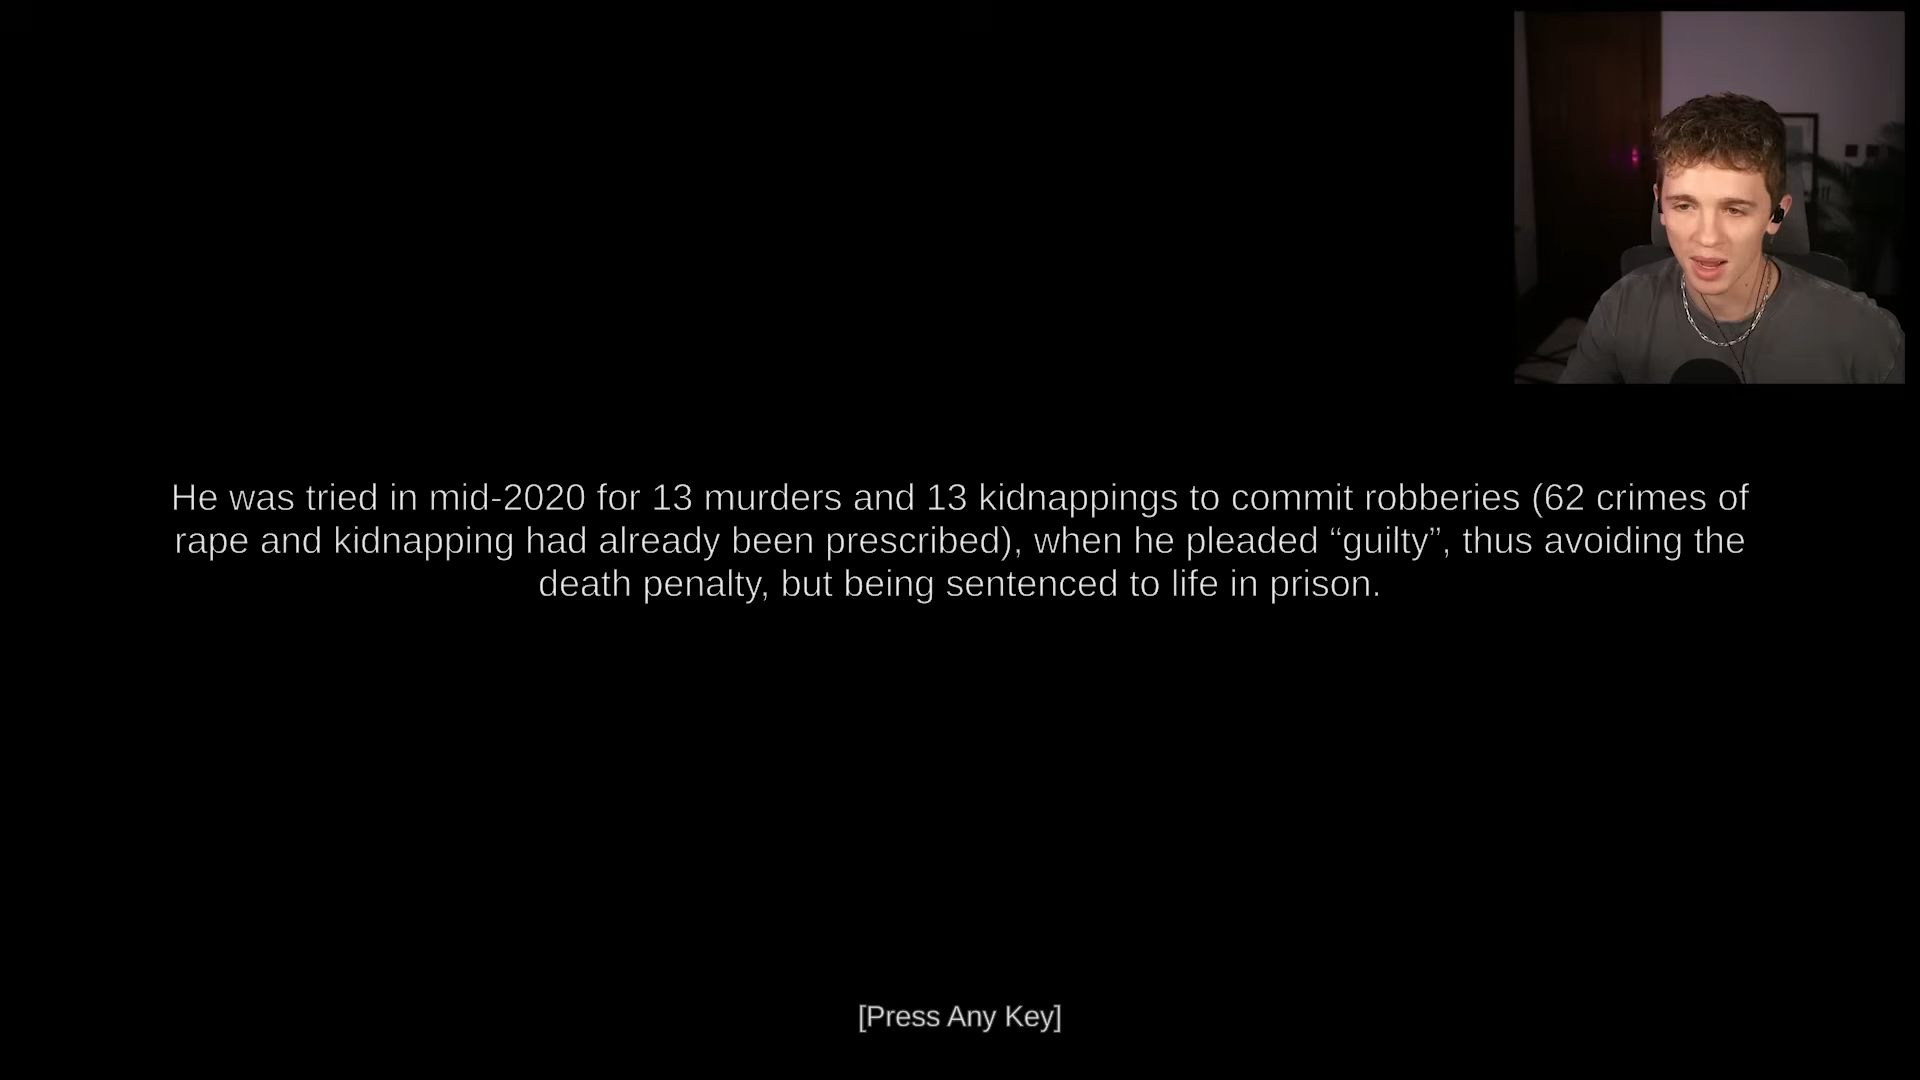 He was tried in mid-2020 for 13 murders and 13 kidnappings to commit robberies (62 crimes of
rape and kidnapping had already been prescribed), when he pleaded “guilty”, thus avoiding the
death penalty, but being sentenced to life in prison.
[Press Any Key]